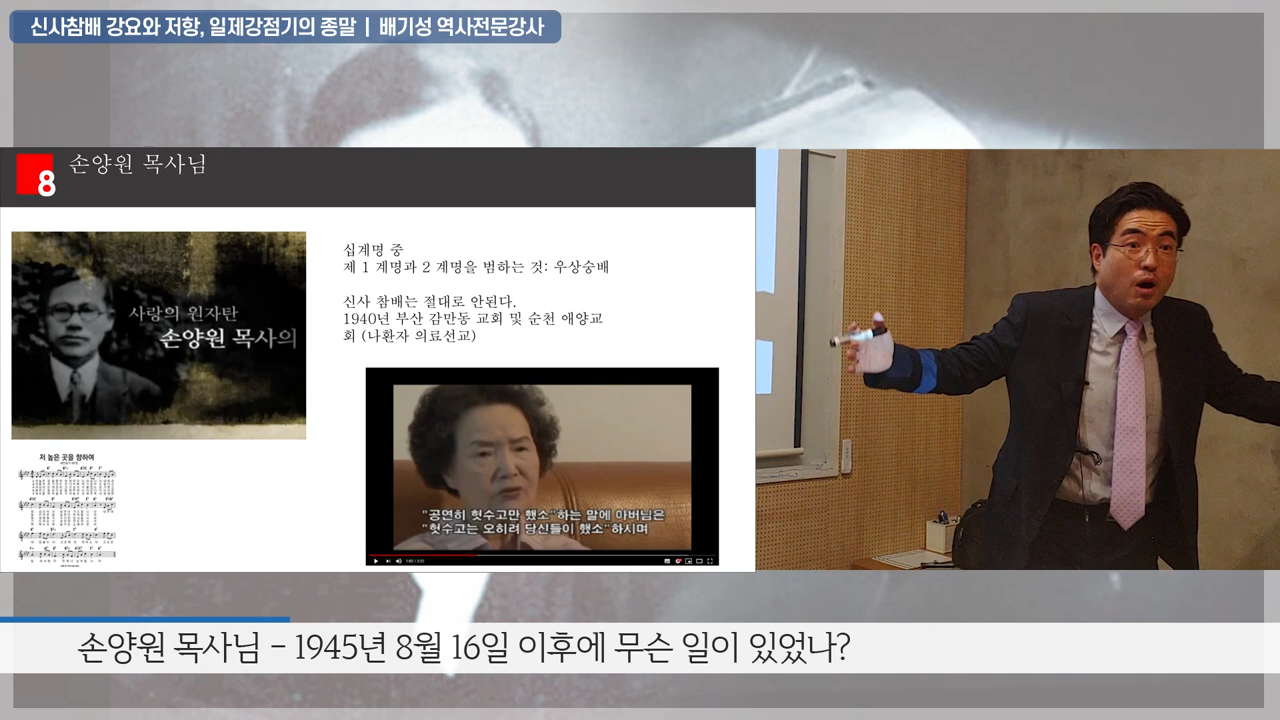 신사참배 강요와 저항, 일제강점기의 종말 | 배기성 역사전문강사
8
손양원 목사님
사랑의 원자탄
손양원 목사의
십계명 중
제 1 계명과 2 계명을 범하는 것: 우상숭배
신사 참배는 절대로 안된다.
1940년 부산 감만동 교회 및 순천 애양교
회 (나환자 의료선교)
저 높은 곳을 향하여
"공연히 헛수고만 했소"하는 말에 아버님은
"헛수고는 오히려 당신들이 했소"하시며
손양원 목사님 - 1945년 8월 16일 이후에 무슨 일이 있었나?